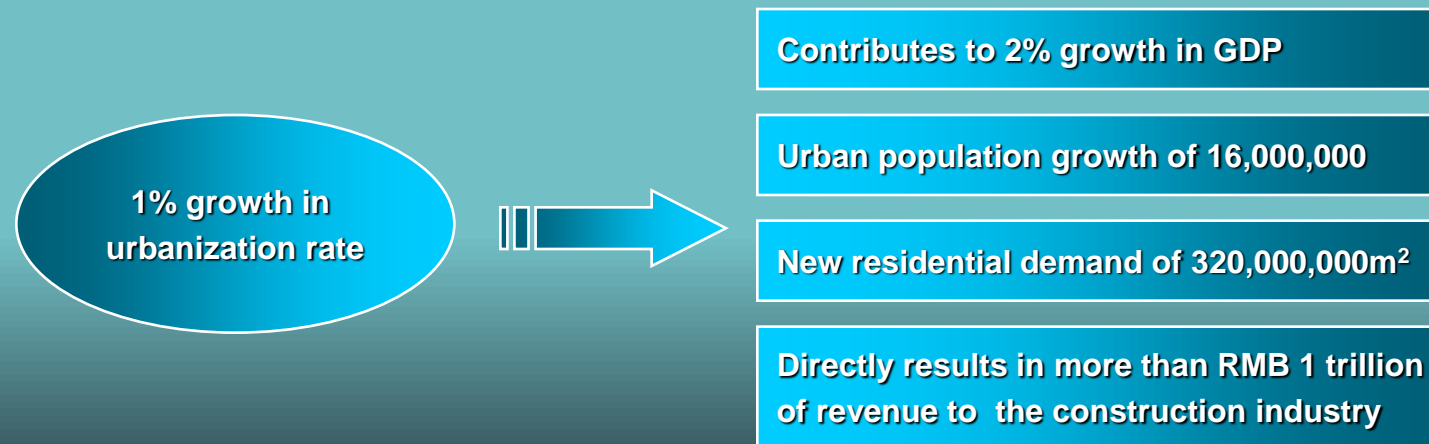 1% growth in
urbanization rate
Contributes to 2% growth in GDP
Urban population growth of 16,000,000
New residential demand of 320,000,000m²
Directly results in more than RMB 1 trillion
of revenue to  the construction industry